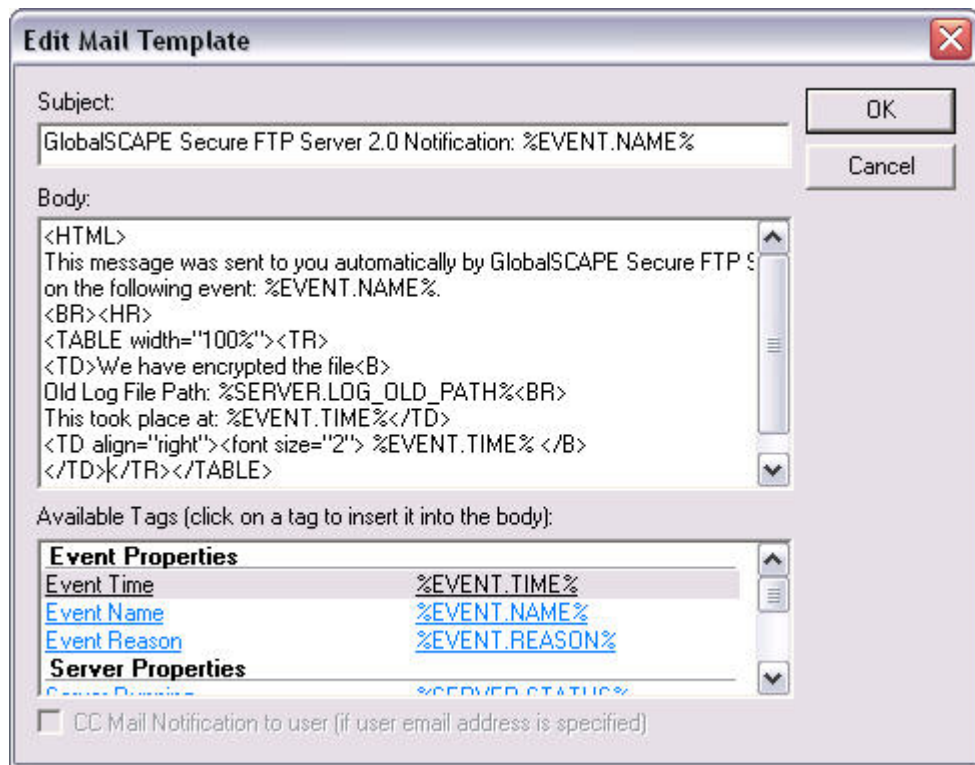 Edit Mail Template
Subject:
OK
GlobalSCAPE Secure FTP Server 2.0 Notification: %EVENT.NAME%
Cancel
Body:
<HTML>
This message was sent to you automatically by GlobalSCAPE Secure FTP S
on the following event: %EVENT.NAME%.
<BR><HR>
<TABLE width="100%"><TR>
<TD>We have encrypted the file<B>
Old Log File Path: %SERVER.LOG_OLD_PATH%<BR>
This took place at: %EVENT.TIME%</TD>
<TD align="right"><font size="2"> %EVENT.TIME% </B>
</TD></TR></TABLE>
Available Tags (click on a tag to insert it into the body):
Event Properties
Event Time %EVENT.TIME%
Event Name %EVENT.NAME%
Event Reason %EVENT.REASON%
Server Properties
Server Running %SERVER.STATUS%
CC Mail Notification to user (if user email address is specified)